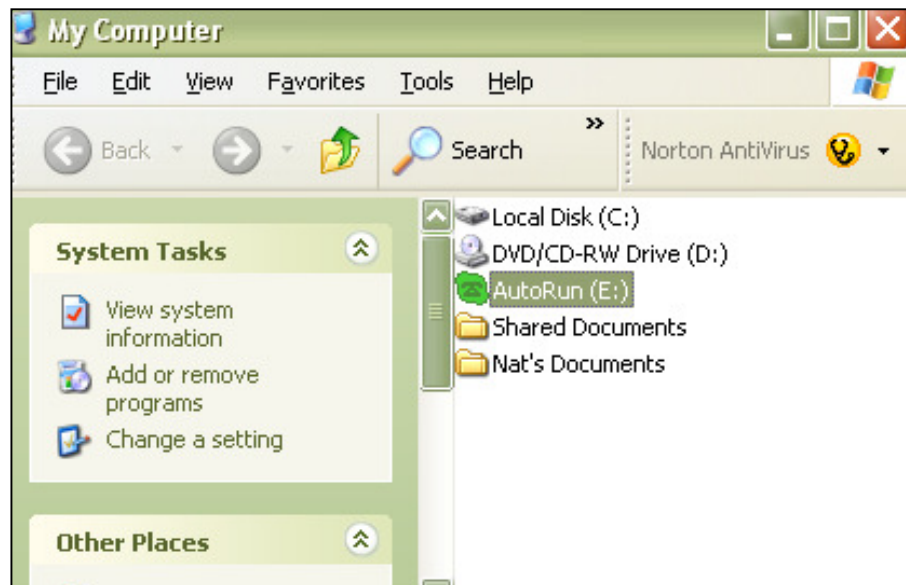 My Computer
File Edit View Favorites Tools Help
Back Search » Norton AntiVirus
System Tasks
View system
information
Add or remove
programs
Change a setting
Other Places
Local Disk (C:)
DVD/CD-RW Drive (D:)
AutoRun (E:)
Shared Documents
Nat's Documents